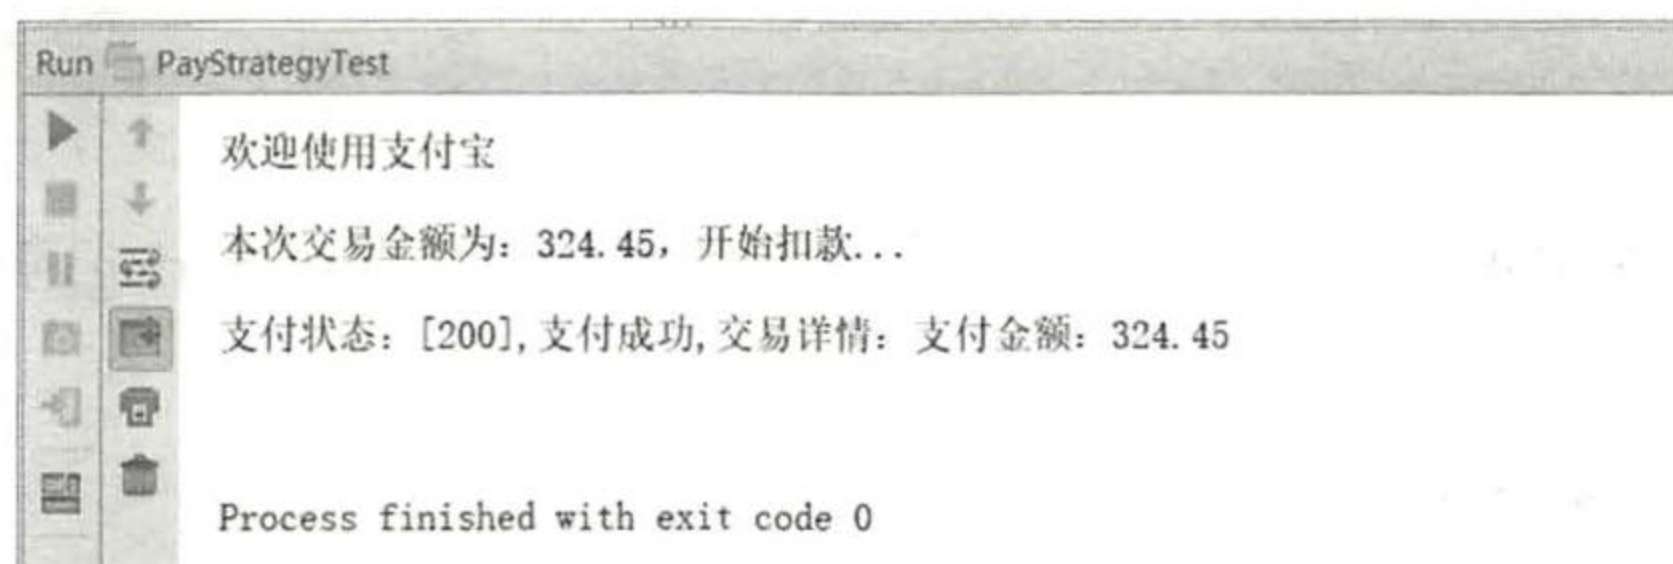 Run PayStrategyTest
欢迎使用支付宝
本次交易金额为：324.45，开始扣款...
支付状态：[200],支付成功,交易详情：支付金额：324.45
Process finished with exit code 0